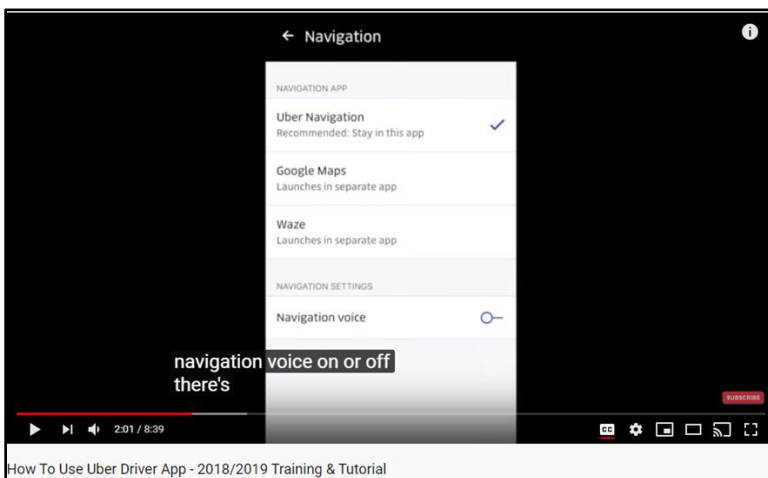 ← Navigation
i
NAVIGATION APP
Uber Navigation
Recommended: Stay in this app
Google Maps
Launches in separate app
Waze
Launches in separate app
NAVIGATION SETTINGS
Navigation voice
navigation voice on or off
there's
SUBSCRIBE
2:01 / 8:39
CC
How To Use Uber Driver App - 2018/2019 Training & Tutorial